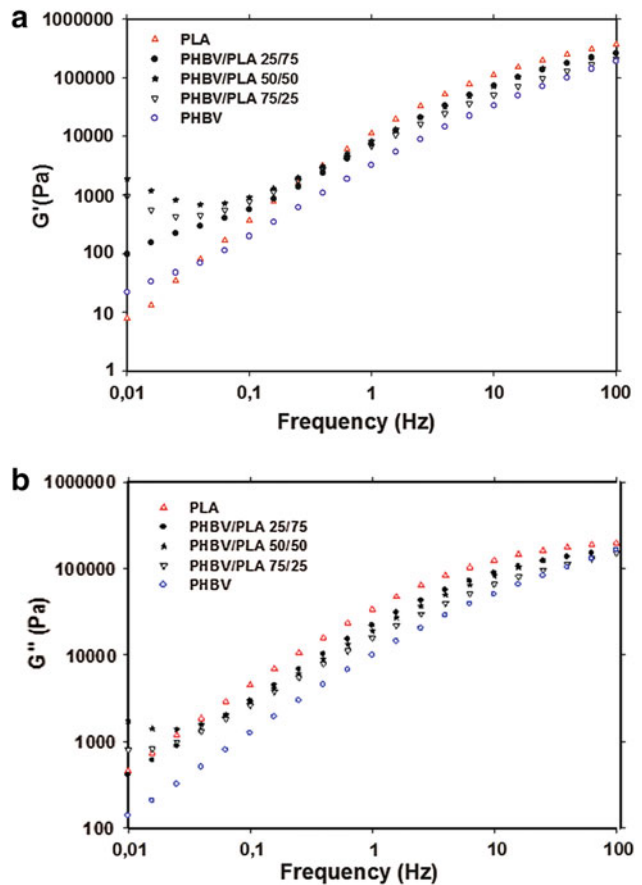 a
PLA
PHBV/PLA 25/75
PHBV/PLA 50/50
PHBV/PLA 75/25
PHBV
1000000
100000
10000
1000
100
10
1
G'(Pa)
0,01 0,1 1 10 100
Frequency (Hz)
b
PLA
PHBV/PLA 25/75
PHBV/PLA 50/50
PHBV/PLA 75/25
PHBV
1000000
100000
10000
1000
100
G'' (Pa)
0,01 0,1 1 10 100
Frequency (Hz)